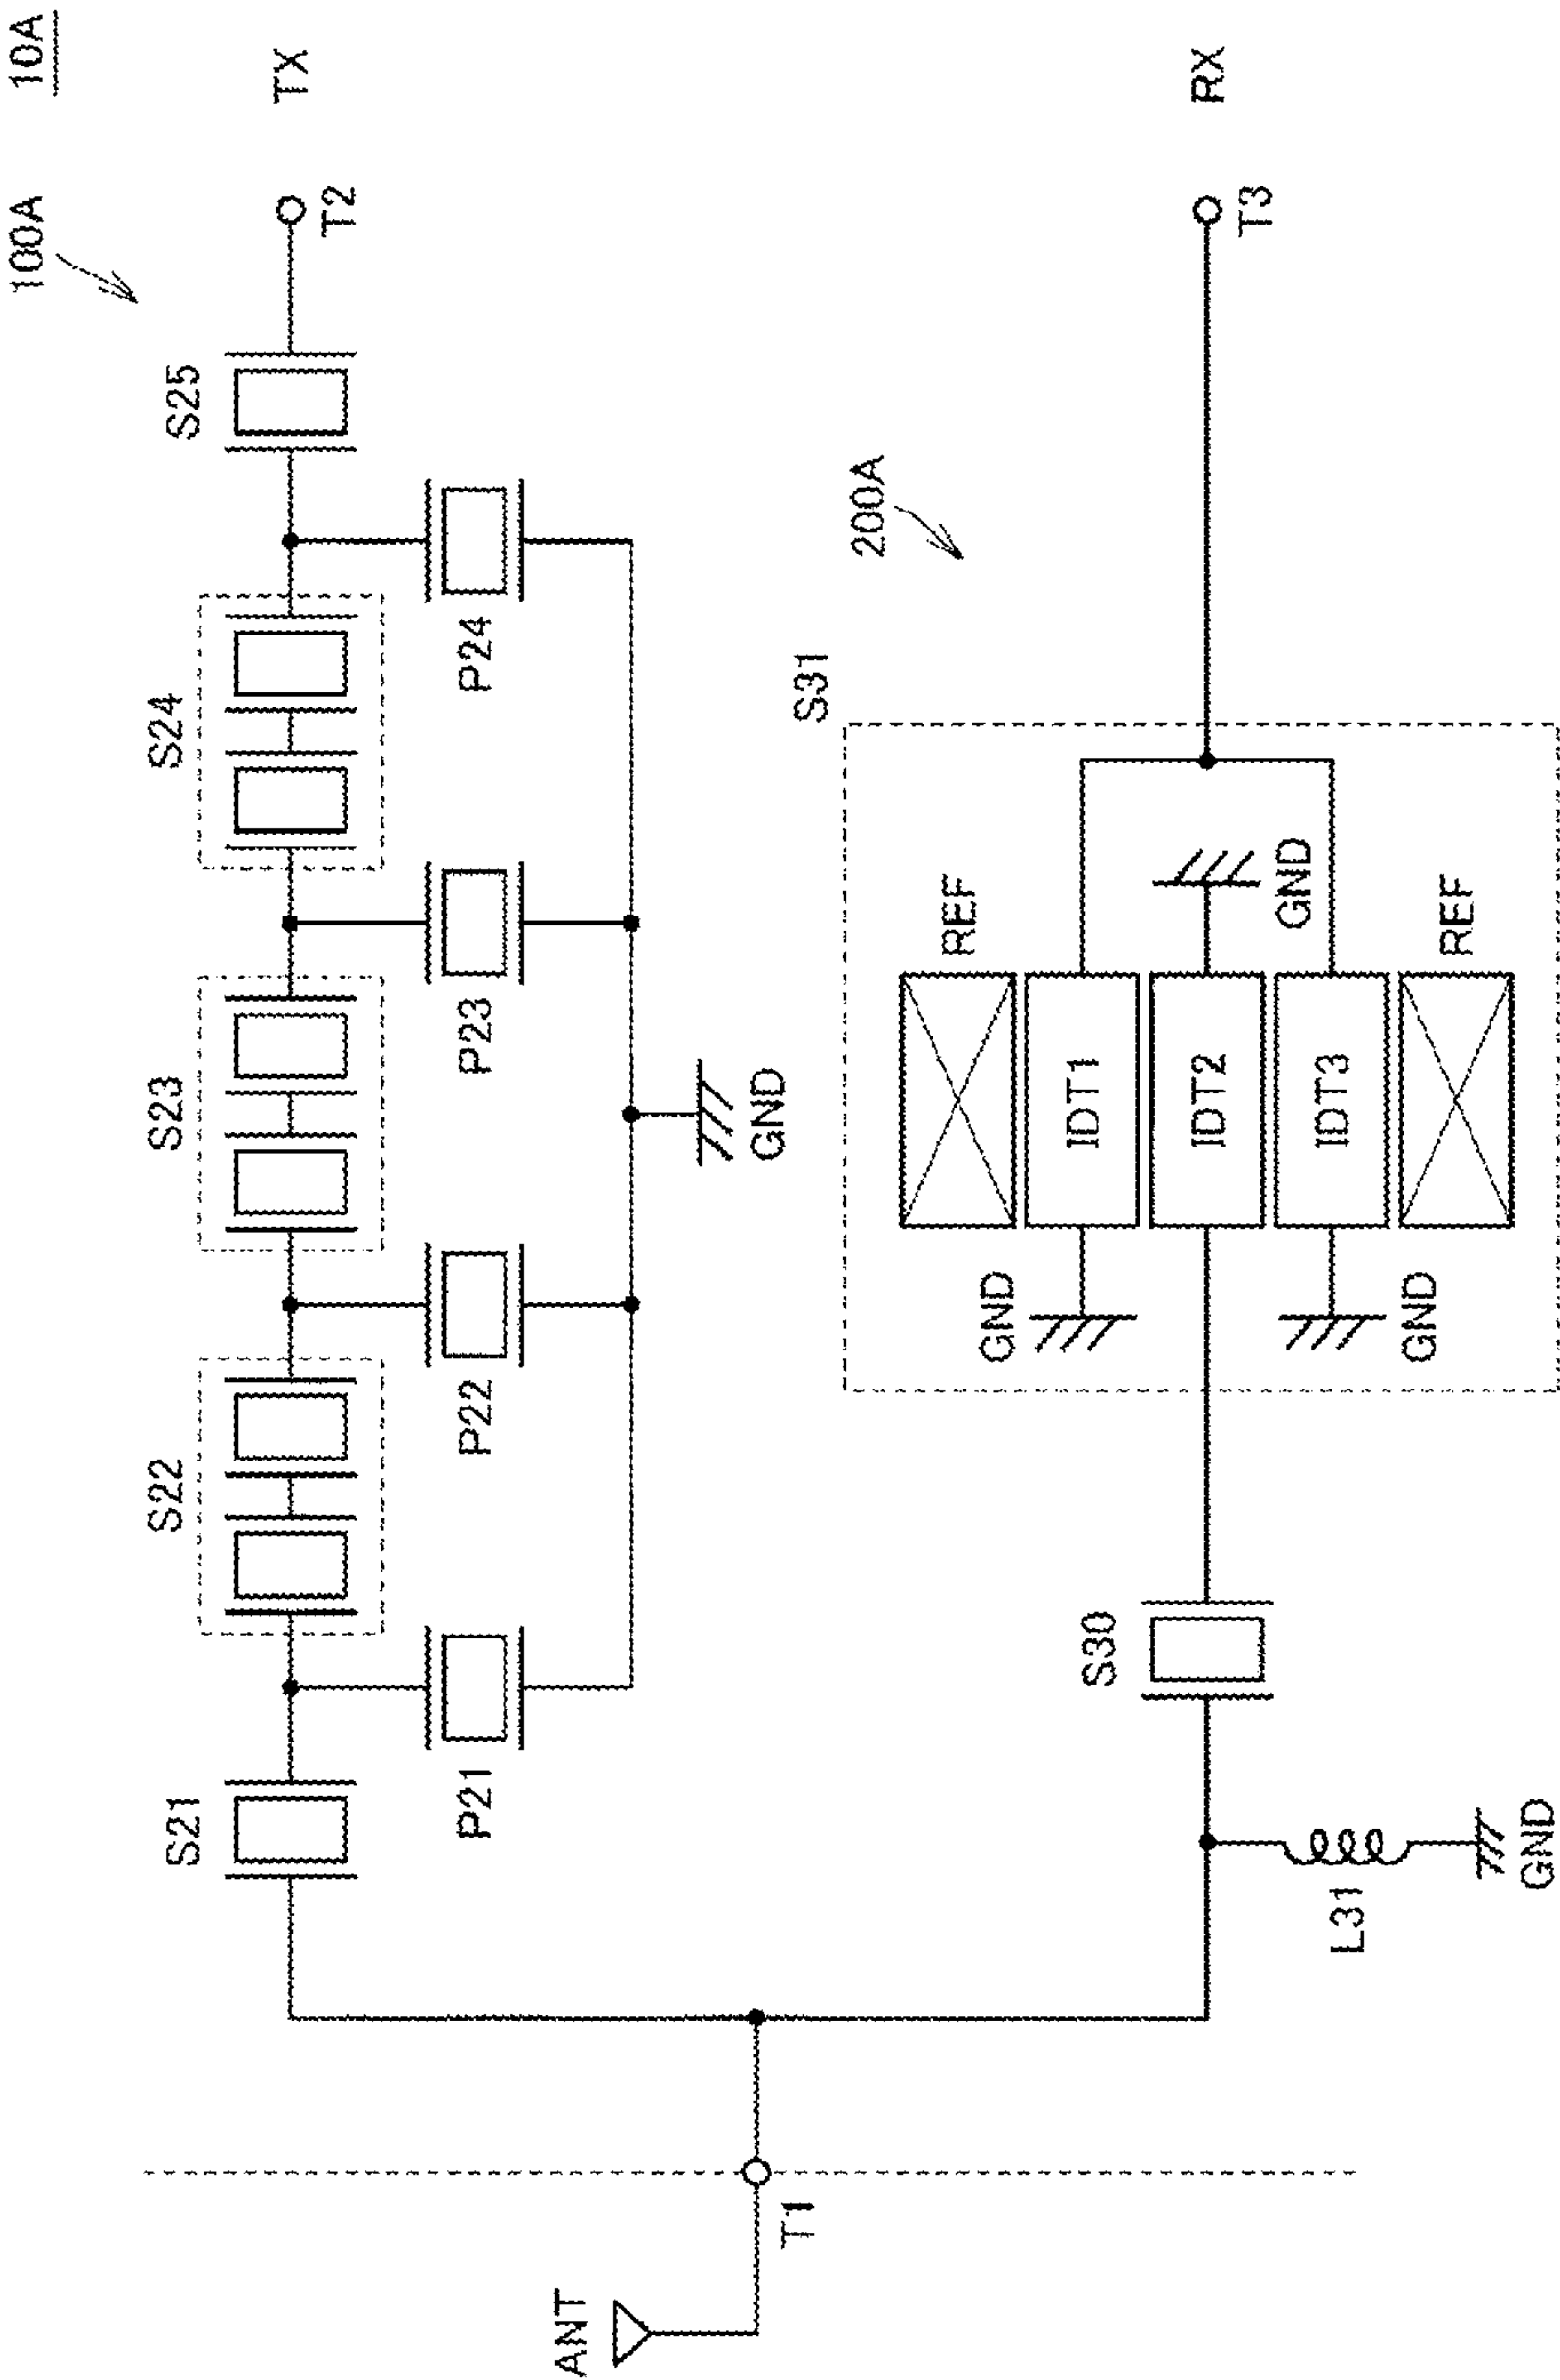 10A
100A
TX
S21
S22
S23
S24
S25
T2
P21
P22
P23
P24
GND
ANT
T1
200A
S31
RX
REF
GND
IDT1
S30
IDT2
GND
T3
IDT3
L31
GND
REF
GND